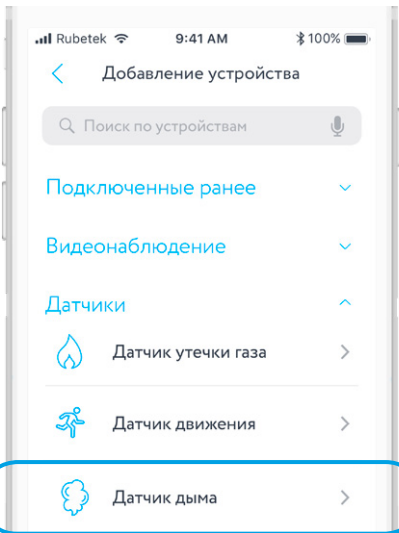 Rubetek 9:41 AM 100%
Добавление устройства
Поиск по устройствам
Подключенные ранее
Видеонаблюдение
Датчики
Датчик утечки газа
Датчик движения
Датчик дыма